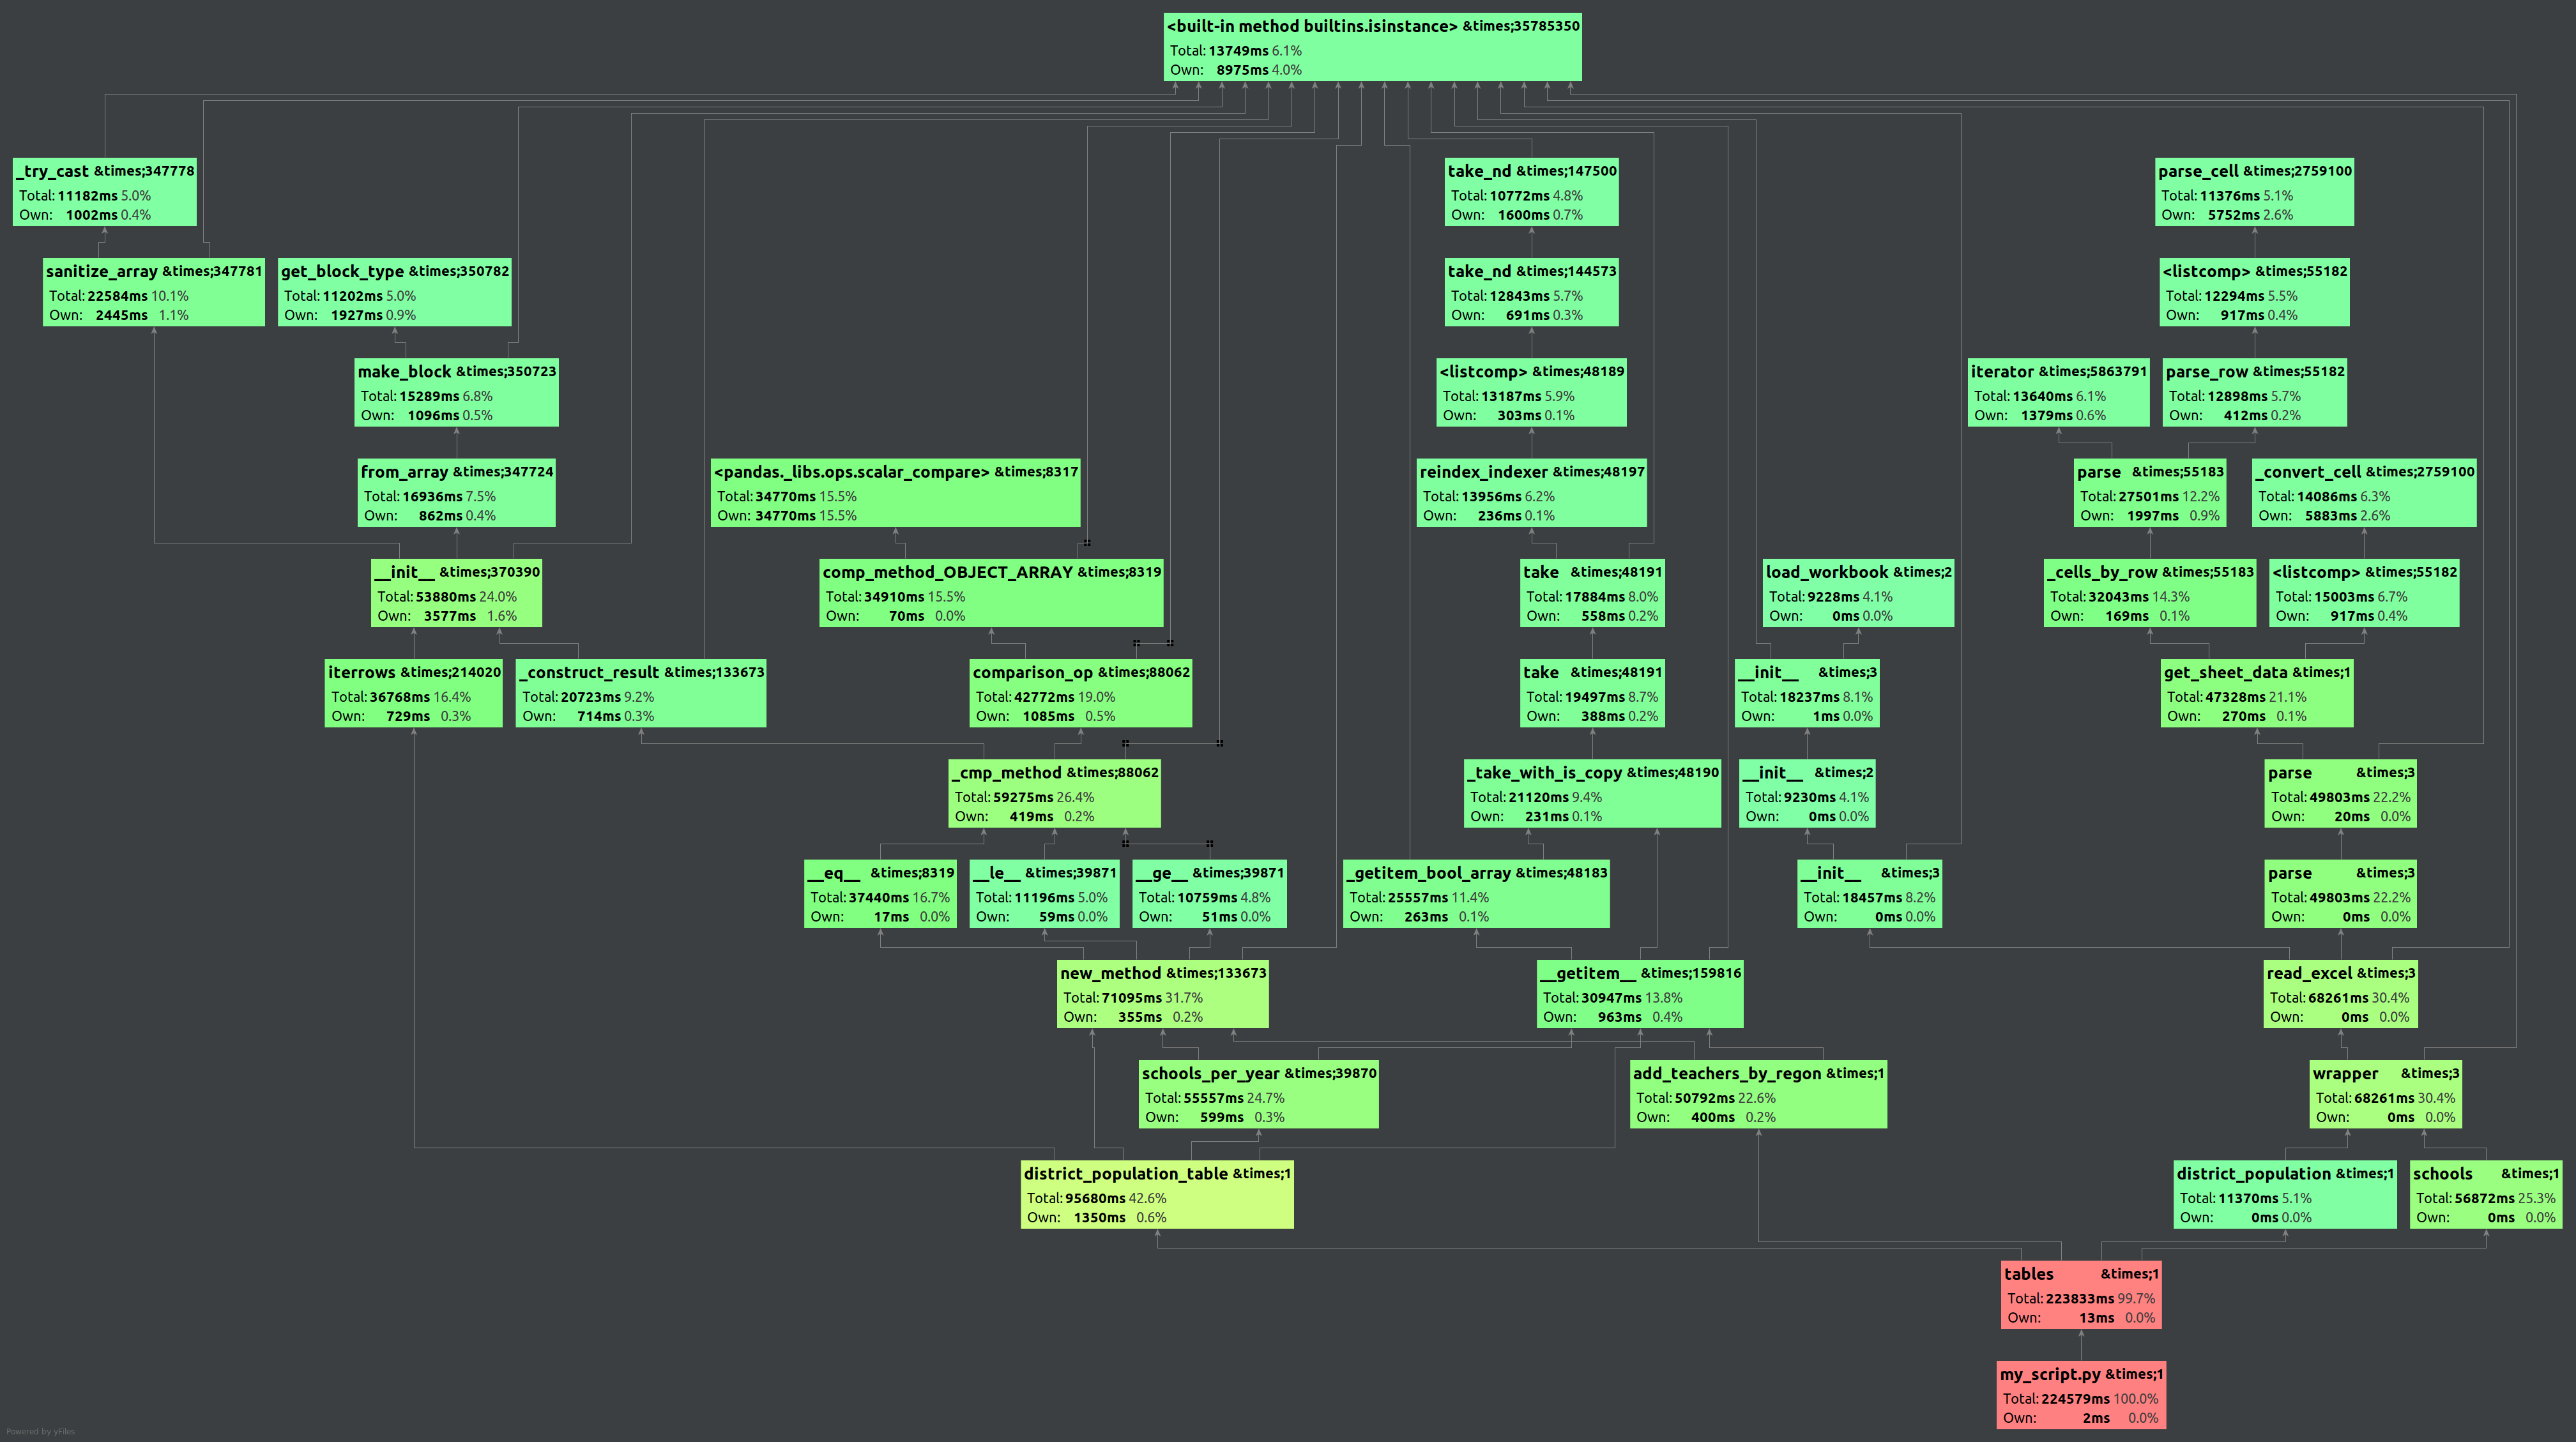 <built-in method builtins.isinstance> &times;35785350
Total: 13749ms 6.1%
Own: 8975ms 4.0%
_try_cast &times;347778
Total: 11182ms 5.0%
Own: 1002ms 0.4%
take_nd &times;147500
Total: 10772ms 4.8%
Own: 1600ms 0.7%
parse_cell &times;2759100
Total: 11376ms 5.1%
Own: 5752ms 2.6%
sanitize_array &times;347781
Total: 22584ms 10.1%
Own: 2445ms 1.1%
get_block_type &times;350782
Total: 11202ms 5.0%
Own: 1927ms 0.9%
take_nd &times;144573
Total: 12843ms 5.7%
Own: 691ms 0.3%
<listcomp> &times;55182
Total: 12294ms 5.5%
Own: 917ms 0.4%
make_block &times;350723
Total: 15289ms 6.8%
Own: 1096ms 0.5%
<listcomp> &times;48189
Total: 13187ms 5.9%
Own: 303ms 0.1%
iterator &times;5863791
Total: 13640ms 6.1%
Own: 1379ms 0.6%
parse_row &times;55182
Total: 12898ms 5.7%
Own: 412ms 0.2%
from_array &times;347724
Total: 16936ms 7.5%
Own: 862ms 0.4%
<pandas._libs.ops.scalar_compare> &times;8317
Total: 34770ms 15.5%
Own: 34770ms 15.5%
reindex_indexer &times;48197
Total: 13956ms 6.2%
Own: 236ms 0.1%
parse &times;55183
Total: 27501ms 12.2%
Own: 1997ms 0.9%
_convert_cell &times;2759100
Total: 14086ms 6.3%
Own: 5883ms 2.6%
__init__ &times;370390
Total: 53880ms 24.0%
Own: 3577ms 1.6%
comp_method_OBJECT_ARRAY &times;8319
Total: 34910ms 15.5%
Own: 70ms 0.0%
take &times;48191
Total: 17884ms 8.0%
Own: 558ms 0.2%
load_workbook &times;2
Total: 9228ms 4.1%
Own: 0ms 0.0%
_cells_by_row &times;55183
Total: 32043ms 14.3%
Own: 169ms 0.1%
<listcomp> &times;55182
Total: 15003ms 6.7%
Own: 917ms 0.4%
iterrows &times;214020
Total: 36768ms 16.4%
Own: 729ms 0.3%
_construct_result &times;133673
Total: 20723ms 9.2%
Own: 714ms 0.3%
comparison_op &times;88062
Total: 42772ms 19.0%
Own: 1085ms 0.5%
take &times;48191
Total: 19497ms 8.7%
Own: 388ms 0.2%
__init__ &times;3
Total: 18237ms 8.1%
Own: 1ms 0.0%
get_sheet_data &times;1
Total: 47328ms 21.1%
Own: 270ms 0.1%
_cmp_method &times;88062
Total: 59275ms 26.4%
Own: 419ms 0.2%
_take_with_is_copy &times;48190
Total: 21120ms 9.4%
Own: 231ms 0.1%
__init__ &times;2
Total: 9230ms 4.1%
Own: 0ms 0.0%
parse &times;3
Total: 49803ms 22.2%
Own: 20ms 0.0%
__eq__ &times;8319
Total: 37440ms 16.7%
Own: 17ms 0.0%
__le__ &times;39871
Total: 11196ms 5.0%
Own: 59ms 0.0%
__ge__ &times;39871
Total: 10759ms 4.8%
Own: 51ms 0.0%
_getitem_bool_array &times;48183
Total: 25557ms 11.4%
Own: 263ms 0.1%
__init__ &times;3
Total: 18457ms 8.2%
Own: 0ms 0.0%
parse &times;3
Total: 49803ms 22.2%
Own: 0ms 0.0%
new_method &times;133673
Total: 71095ms 31.7%
Own: 355ms 0.2%
__getitem__ &times;159816
Total: 30947ms 13.8%
Own: 963ms 0.4%
read_excel &times;3
Total: 68261ms 30.4%
Own: 0ms 0.0%
schools_per_year &times;39870
Total: 55557ms 24.7%
Own: 599ms 0.3%
add_teachers_by_regon &times;1
Total: 50792ms 22.6%
Own: 400ms 0.2%
wrapper &times;3
Total: 68261ms 30.4%
Own: 0ms 0.0%
district_population_table &times;1
Total: 95680ms 42.6%
Own: 1350ms 0.6%
district_population &times;1
Total: 11370ms 5.1%
Own: 0ms 0.0%
schools &times;1
Total: 56872ms 25.3%
Own: 0ms 0.0%
tables &times;1
Total: 223833ms 99.7%
Own: 13ms 0.0%
my_script.py &times;1
Total: 224579ms 100.0%
Own: 2ms 0.0%
Powered by yFiles